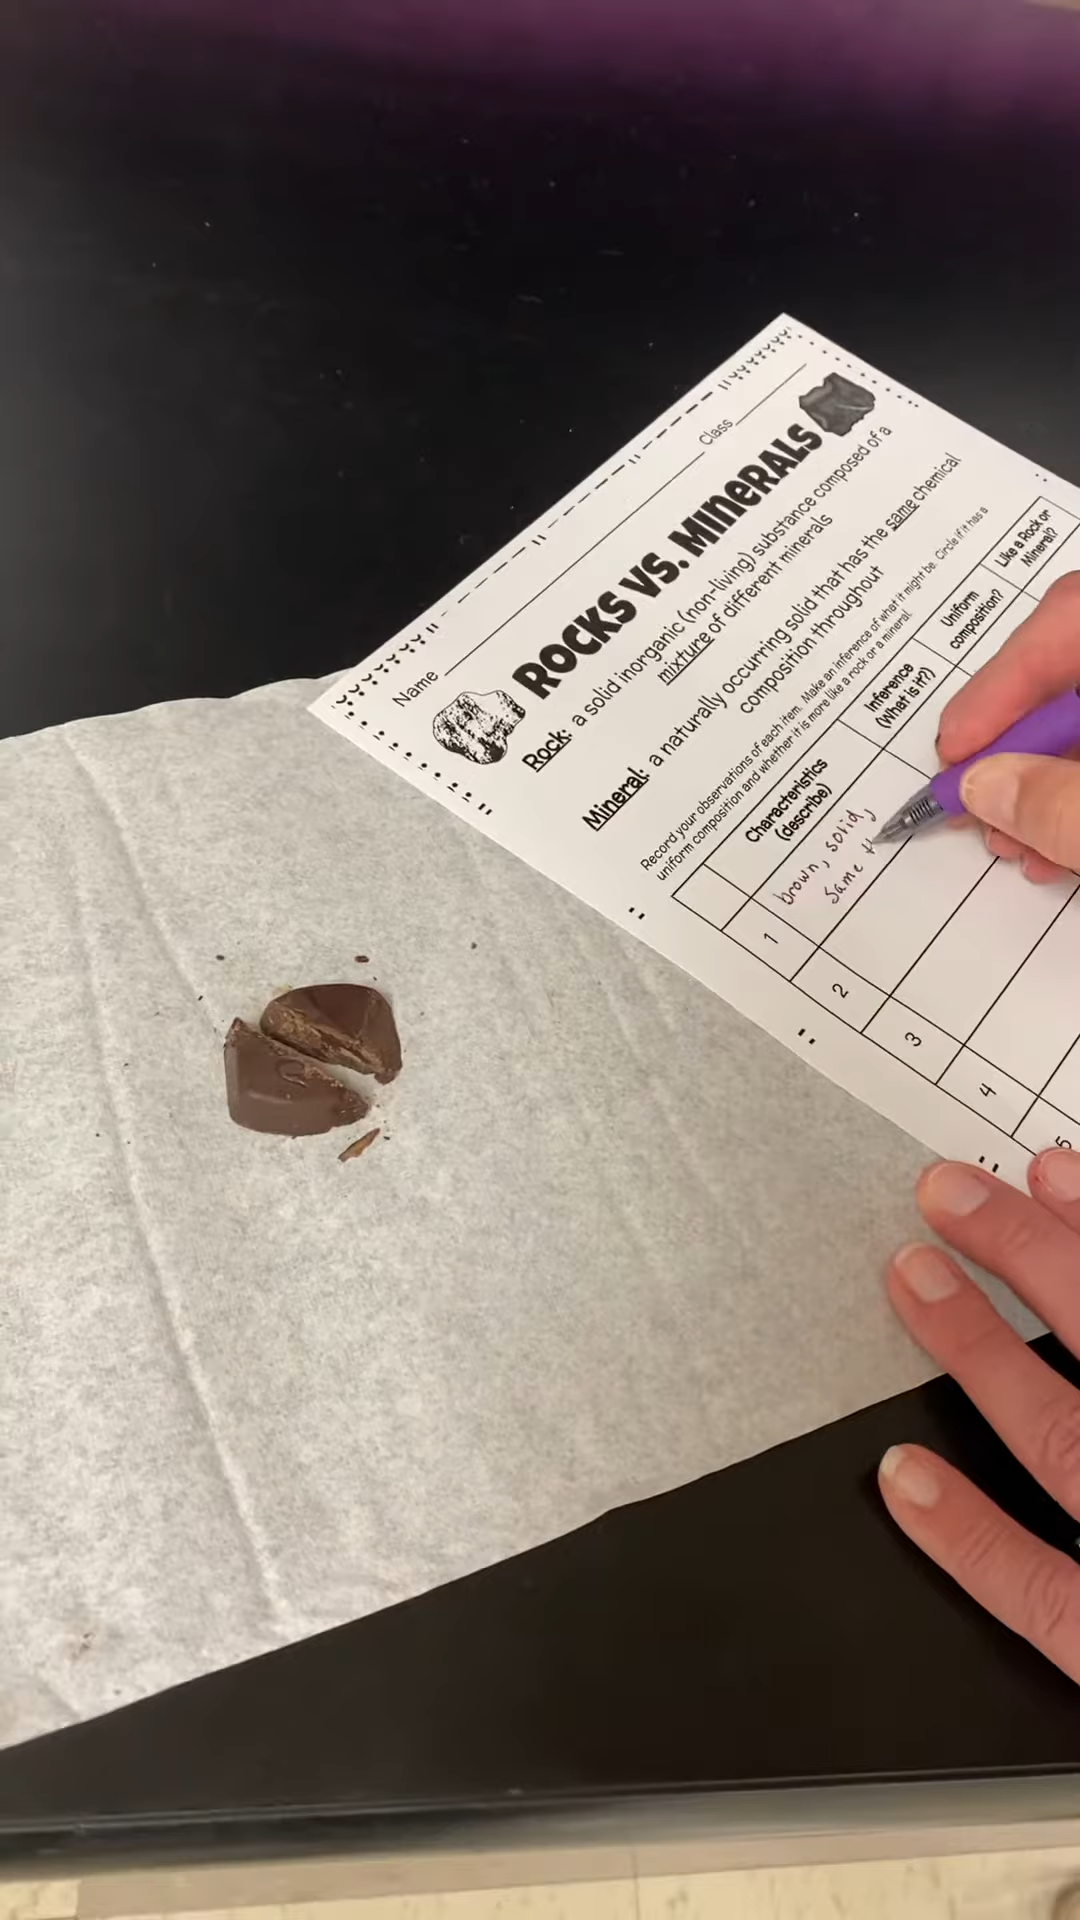 Name
Class
ROCKS VS. MINERALS
Rock: a solid inorganic (non-living) substance composed of a
mixture of different minerals
Mineral: a naturally occurring solid that has the same chemical
composition throughout
Record your observations of each item. Make an inference of what it might be. Circle if it has a
uniform composition and whether it is more like a rock or a mineral.
Characteristics
(describe)
Inference
(What is it?)
Uniform
composition?
Like a Rock or
Mineral?
1
brown, solid,
Same
2
3
4
5